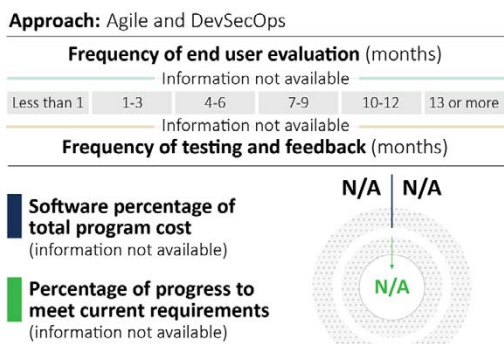 Approach: Agile and DevSecOps
Frequency of end user evaluation (months)
Information not available
Less than 1 1-3 4-6 7-9 10-12 13 or more
Information not available
Frequency of testing and feedback (months)
N/A N/A
Software percentage of
total program cost
(information not available)
N/A
Percentage of progress to
meet current requirements
(information not available)